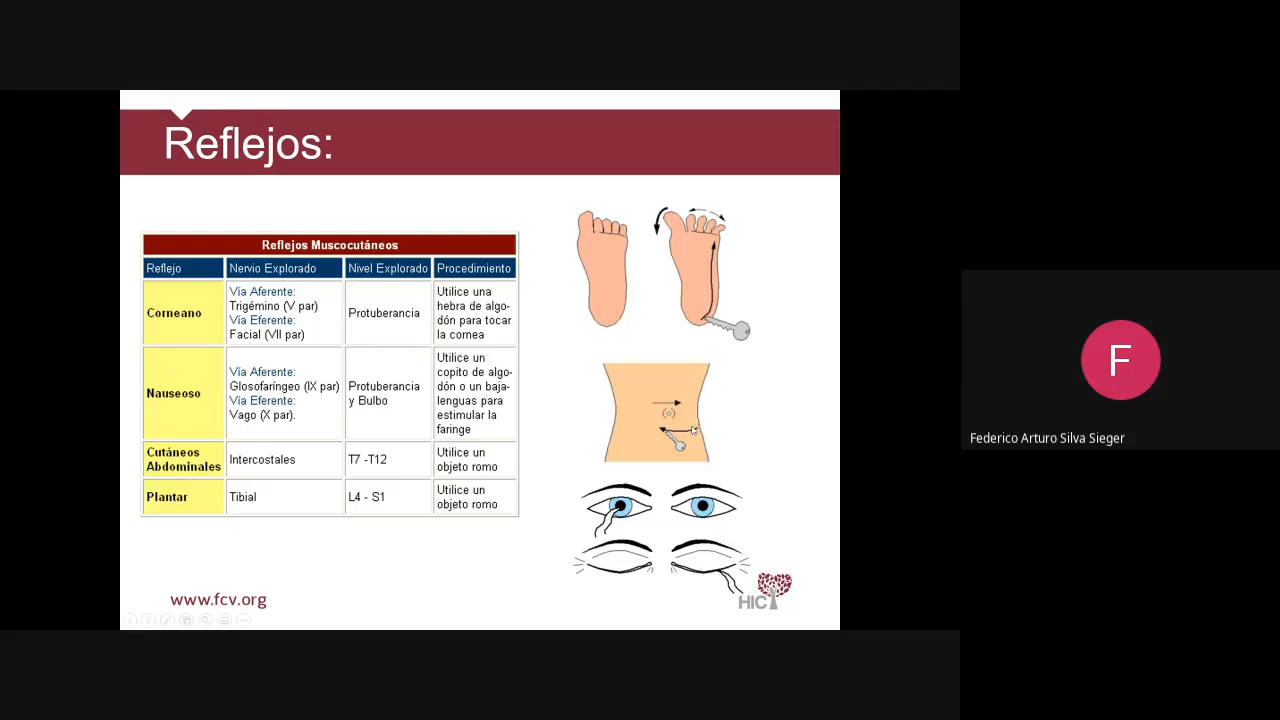 Reflejos:
Reflejos Muscocutáneos
Reflejo
Nervio Explorado
Nivel Explorado
Procedimiento
Corneano
Vía Aferente:
Trigémino (V par)
Vía Eferente:
Facial (VII par)
Protuberancia
Utilice una
hebra de algo-
dón para tocar
la cornea
Nauseoso
Vía Aferente:
Glosofaríngeo (IX par)
Vía Eferente:
Vago (X par).
Protuberancia
y Bulbo
Utilice un
copito de algo-
dón o un baja-
lenguas para
estimular la
faringe
Cutáneos
Abdominales
Intercostales
T7 -T12
Utilice un
objeto romo
Plantar
Tibial
L4 - S1
Utilice un
objeto romo
www.fcv.org
HIC
F
Federico Arturo Silva Sieger